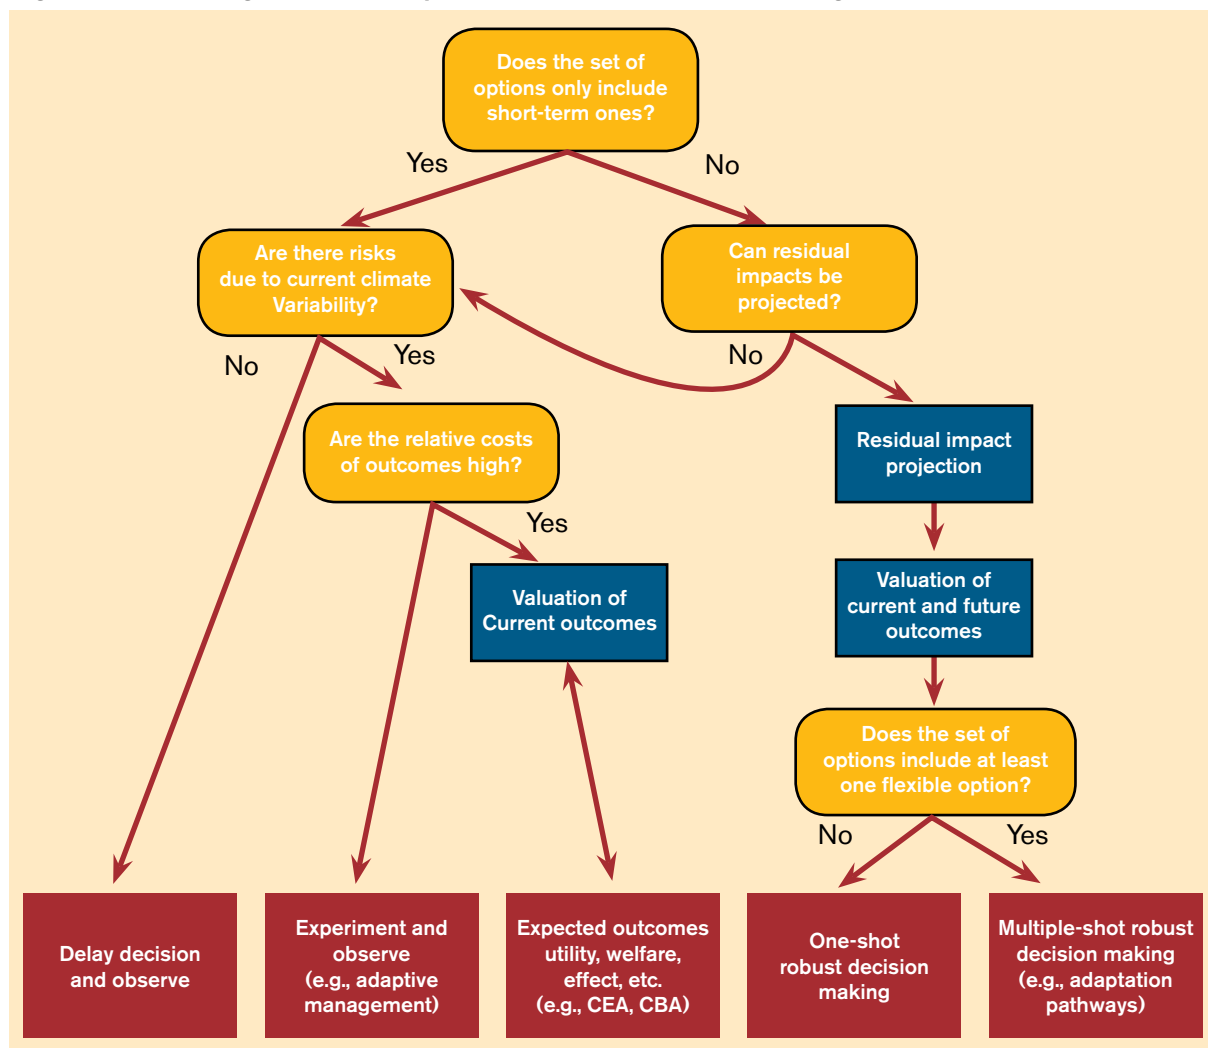 Does the set of
options only include
short-term ones?
Yes
No
Are there risks
due to current climate
Variability?
Can residual
impacts be
projected?
No
Yes
No
Are the relative costs
of outcomes high?
Residual impact
projection
Yes
Valuation of
Current outcomes
Valuation of
current and future
outcomes
Does the set of
options include at least
one flexible option?
No
Yes
Delay decision
and observe
Experiment and
observe
(e.g., adaptive
management)
Expected outcomes
utility, welfare,
effect, etc.
(e.g., CEA, CBA)
One-shot
robust decision
making
Multiple-shot robust
decision making
(e.g., adaptation
pathways)